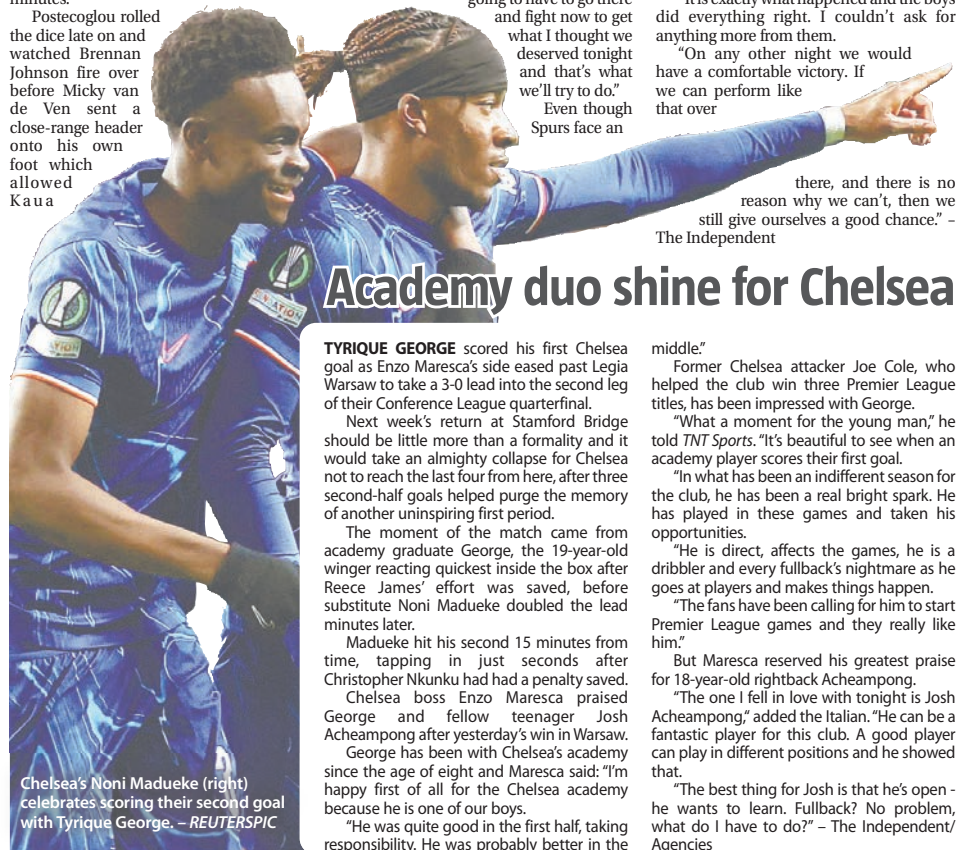 minutes.
Postecoglou rolled
the dice late on and
watched Brennan
Johnson fire over
before Micky van
de Ven sent a
close-range header
onto his own
foot which
allowed
Kaua
going to have to go there
and fight now to get
what I thought we
deserved tonight
and that's what
we'll try to do."
Even though
Spurs face an
"It is exactly what happened and the boys
did everything right. I couldn't ask for
anything more from them.
"On any other night we would
have a comfortable victory. If
we can perform like
that over
there, and there is no
reason why we can't, then we
still give ourselves a good chance." –
The Independent
Academy duo shine for Chelsea
TYRIQUE GEORGE scored his first Chelsea
goal as Enzo Maresca's side eased past Legia
Warsaw to take a 3-0 lead into the second leg
of their Conference League quarterfinal.
Next week's return at Stamford Bridge
should be little more than a formality and it
would take an almighty collapse for Chelsea
not to reach the last four from here, after three
second-half goals helped purge the memory
of another uninspiring first period.
The moment of the match came from
academy graduate George, the 19-year-old
winger reacting quickest inside the box after
Reece James' effort was saved, before
substitute Noni Madueke doubled the lead
minutes later.
Madueke hit his second 15 minutes from
time, tapping in just seconds after
Christopher Nkunku had had a penalty saved.
Chelsea boss Enzo Maresca praised
George and fellow teenager Josh
Acheampong after yesterday's win in Warsaw.
George has been with Chelsea's academy
since the age of eight and Maresca said: "I'm
happy first of all for the Chelsea academy
because he is one of our boys.
"He was quite good in the first half, taking
responsibility. He was probably better in the
middle."
Former Chelsea attacker Joe Cole, who
helped the club win three Premier League
titles, has been impressed with George.
"What a moment for the young man," he
told TNT Sports. "It's beautiful to see when an
academy player scores their first goal.
"In what has been an indifferent season for
the club, he has been a real bright spark. He
has played in these games and taken his
opportunities.
"He is direct, affects the games, he is a
dribbler and every fullback's nightmare as he
goes at players and makes things happen.
"The fans have been calling for him to start
Premier League games and they really like
him."
But Maresca reserved his greatest praise
for 18-year-old rightback Acheampong.
"The one I fell in love with tonight is Josh
Acheampong," added the Italian. "He can be a
fantastic player for this club. A good player
can play in different positions and he showed
that.
"The best thing for Josh is that he's open -
he wants to learn. Fullback? No problem,
what do I have to do?" – The Independent/
Agencies
Chelsea's Noni Madueke (right)
celebrates scoring their second goal
with Tyrique George. – REUTERSPIC